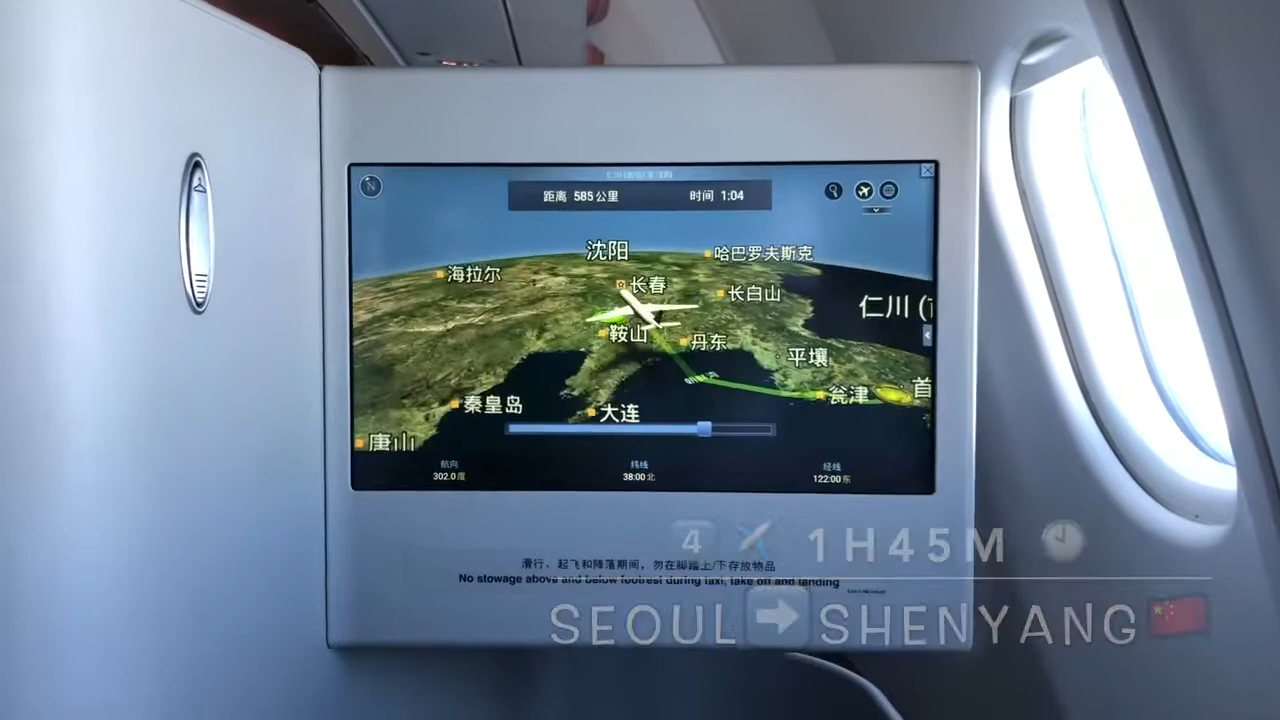 N
距离 585公里 时间 1:04
沈阳
哈巴罗夫斯克
海拉尔
长春
长白山
仁川 (首
鞍山
丹东
平壤
瓮津
首
秦皇岛
大连
唐山
航向
302.0度
纬线
38:00北
经线
122:00东
4 1H45M
滑行、起飞和降落期间，勿在脚踏上/下存放物品
No stowage above and below footrest during taxi, take off and landing
SEOUL ➡ SHENYANG